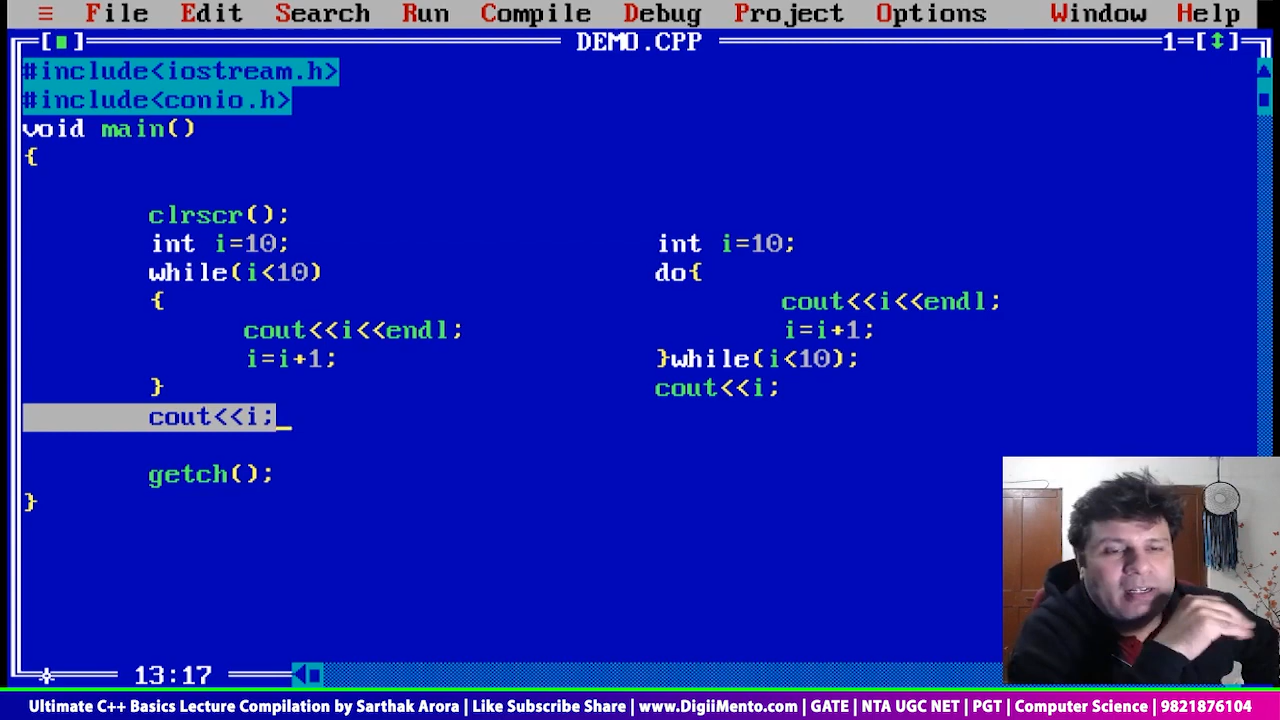 ≡ File Edit Search Run Compile Debug Project Options Window Help
[■] DEMO.CPP 1=[↕]
#include<iostream.h>
#include<conio.h>
void main()
{
clrscr();
int i=10; int i=10;
while(i<10) do{
{ cout<<i<<endl;
cout<<i<<endl; i=i+1;
i=i+1; }while(i<10);
} cout<<i;
cout<<i;_
getch();
}
13:17
Ultimate C++ Basics Lecture Compilation by Sarthak Arora | Like Subscribe Share | www.DigiiMento.com | GATE | NTA UGC NET | PGT | Computer Science | 9821876104